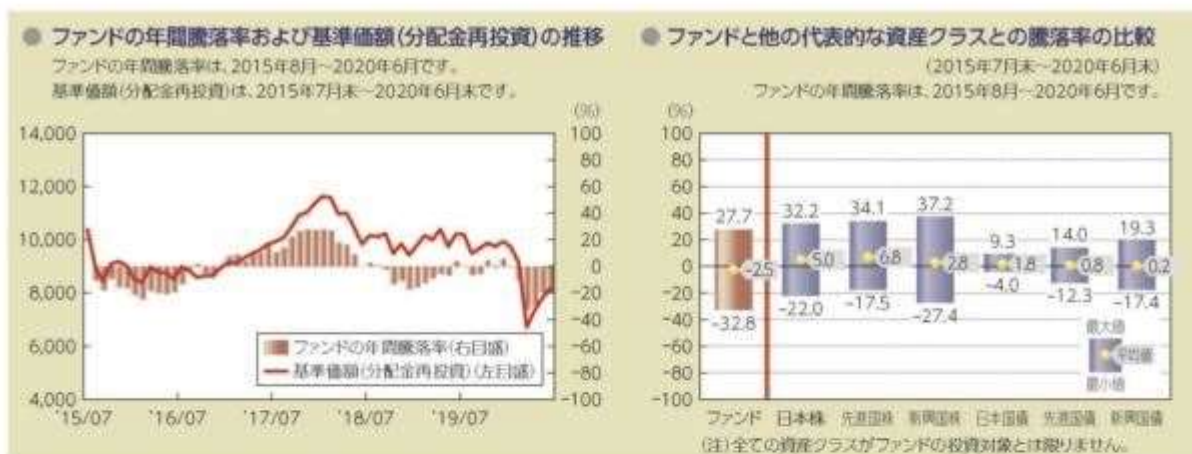 ● ファンドの年間騰落率および基準価額(分配金再投資)の推移
ファンドの年間騰落率は、2015年8月～2020年6月です。
基準価額(分配金再投資)は、2015年7月末～2020年6月末です。
(%)
14,000
12,000
10,000
8,000
6,000
4,000
100
80
60
40
20
0
-20
-40
-60
-80
-100
ファンドの年間騰落率(右目盛)
基準価額(分配金再投資)(左目盛)
'15/07 '16/07 '17/07 '18/07 '19/07
● ファンドと他の代表的な資産クラスとの騰落率の比較
(2015年7月末～2020年6月末)
ファンドの年間騰落率は、2015年8月～2020年6月です。
(%)
100
80
60
40
20
0
-20
-40
-60
-80
-100
27.7 32.2 34.1 37.2 9.3 14.0 19.3
-2.5 5.0 6.8 2.8 1.8 0.8 0.2
-32.8 -22.0 -17.5 -27.4 -4.0 -12.3 -17.4
最大値
平均値
最小値
ファンド 日本株 先進国株 新興国株 日本国債 先進国債 新興国債
(注)全ての資産クラスがファンドの投資対象とは限りません。